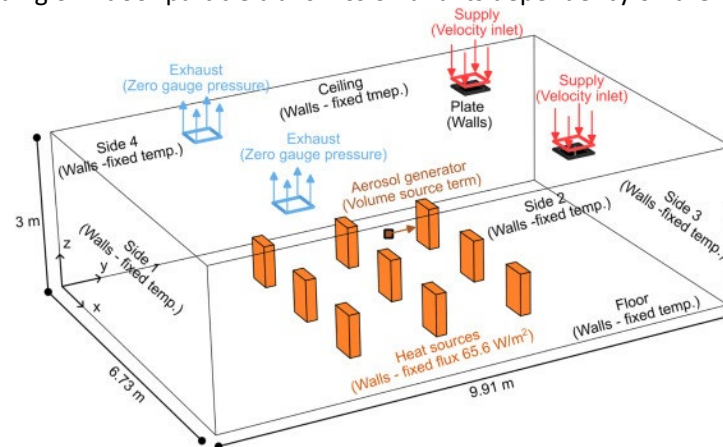 Supply
(Velocity inlet)
Exhaust
(Zero gauge pressure)
Ceiling
(Walls - fixed tmep.)
Plate
(Walls)
Supply
(Velocity inlet)
Side 4
(Walls -fixed temp.)
Exhaust
(Zero gauge pressure)
Aerosol generator
(Volume source term)
3 m
Side 1
(Walls - fixed temp.)
Side 2
(Walls -fixed temp.)
Side 3
(Walls -fixed temp.)
z
y
x
Floor
(Walls - fixed temp.)
Heat sources
(Walls - fixed flux 65.6 W/m²)
6.73 m
9.91 m